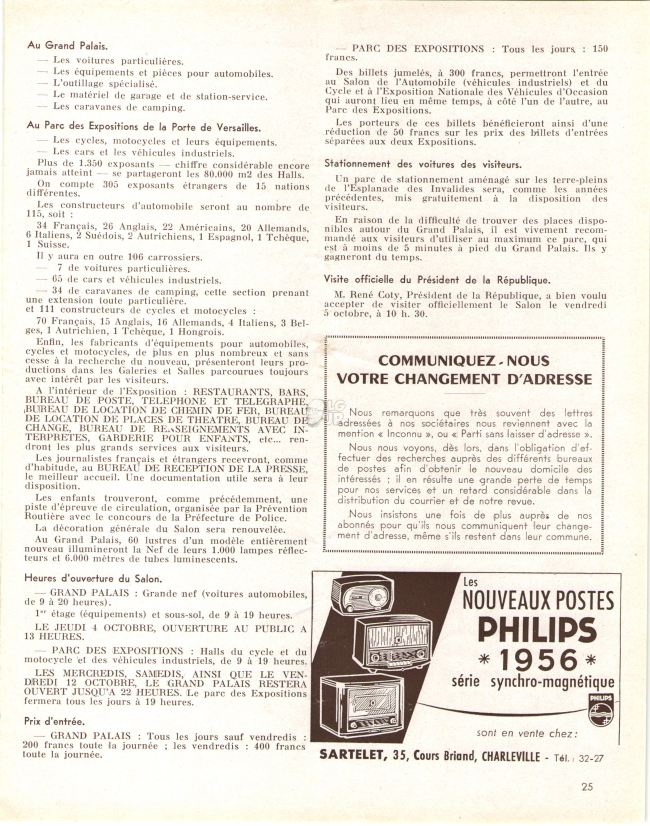 Au Grand Palais.
— Les voitures particulières.
— Les équipements et pièces pour automobiles.
— L'outillage spécialisé.
— Le matériel de garage et de station-service.
— Les caravanes de camping.
Au Parc des Expositions de la Porte de Versailles.
— Les cycles, motocycles et leurs équipements.
— Les cars et les véhicules industriels.
Plus de 1.350 exposants — chiffre considérable encore
jamais atteint — se partageront les 80.000 m2 des Halls.
On compte 305 exposants étrangers de 15 nations
différentes.
Les constructeurs d'automobile seront au nombre de
115, soit :
34 Français, 26 Anglais, 22 Américains, 20 Allemands,
6 Italiens, 2 Suédois, 2 Autrichiens, 1 Espagnol, 1 Tchèque,
1 Suisse.
Il y aura en outre 106 carrossiers.
— 7 de voitures particulières.
— 65 de cars et véhicules industriels.
— 34 de caravanes de camping, cette section prenant
une extension toute particulière.
et 111 constructeurs de cycles et motocycles :
70 Français, 15 Anglais, 16 Allemands, 4 Italiens, 3 Bel-
ges, 1 Autrichien, 1 Tchèque, 1 Hongrois.
Enfin, les fabricants d'équipements pour automobiles,
cycles et motocycles, de plus en plus nombreux et sans
cesse à la recherche du nouveau, présenteront leurs pro-
ductions dans les Galeries et Salles parcourues toujours
avec intérêt par les visiteurs.
A l'intérieur de l'Exposition : RESTAURANTS, BARS,
BUREAU DE POSTE, TELEPHONE ET TELEGRAPHE,
BUREAU DE LOCATION DE CHEMIN DE FER, BUREAU
DE LOCATION DE PLACES DE THEATRE, BUREAU DE
CHANGE, BUREAU DE RENSEIGNEMENTS AVEC IN-
TERPRETES, GARDERIE POUR ENFANTS, etc... ren-
dront les plus grands services aux visiteurs.
Les journalistes français et étrangers recevront, comme
d'habitude, au BUREAU DE RECEPTION DE LA PRESSE,
le meilleur accueil. Une documentation utile sera à leur
disposition.
Les enfants trouveront, comme précédemment, une
piste d'épreuve de circulation, organisée par la Prévention
Routière avec le concours de la Préfecture de Police.
La décoration générale du Salon sera renouvelée.
Au Grand Palais, 60 lustres d'un modèle entièrement
nouveau illumineront la Nef de leurs 1.000 lampes réflec-
teurs et 6.000 mètres de tubes luminescents.
Heures d'ouverture du Salon.
— GRAND PALAIS : Grande nef (voitures automobiles,
de 9 à 20 heures).
1er étage (équipements) et sous-sol, de 9 à 19 heures.
LE JEUDI 4 OCTOBRE, OUVERTURE AU PUBLIC A
13 HEURES.
— PARC DES EXPOSITIONS : Halls du cycle et du
motocycle et des véhicules industriels, de 9 à 19 heures.
LES MERCREDIS, SAMEDIS, AINSI QUE LE VEN-
DREDI 12 OCTOBRE, LE GRAND PALAIS RESTERA
OUVERT JUSQU'A 22 HEURES. Le parc des Expositions
fermera tous les jours à 19 heures.
Prix d'entrée.
— GRAND PALAIS : Tous les jours sauf vendredis :
200 francs toute la journée ; les vendredis : 400 francs
toute la journée.
— PARC DES EXPOSITIONS : Tous les jours : 150
francs.
Des billets jumelés, à 300 francs, permettront l'entrée
au Salon de l'Automobile (véhicules industriels) et du
Cycle et à l'Exposition Nationale des Véhicules d'Occasion
qui auront lieu en même temps, à côté l'un de l'autre, au
Parc des Expositions.
Les porteurs de ces billets bénéficieront ainsi d'une
réduction de 50 francs sur les prix des billets d'entrées
séparées aux deux Expositions.
Stationnement des voitures des visiteurs.
Un parc de stationnement aménagé sur les terre-pleins
de l'Esplanade des Invalides sera, comme les années
précédentes, mis gratuitement à la disposition des
visiteurs.
En raison de la difficulté de trouver des places dispo-
nibles autour du Grand Palais, il est vivement recom-
mandé aux visiteurs d'utiliser au maximum ce parc, qui
est à moins de 5 minutes à pied du Grand Palais. Ils y
gagneront du temps.
Visite officielle du Président de la République.
M. René Coty, Président de la République, a bien voulu
accepter de visiter officiellement le Salon le vendredi
5 octobre, à 10 h. 30.
COMMUNIQUEZ-NOUS
VOTRE CHANGEMENT D'ADRESSE
Nous remarquons que très souvent des lettres
adressées à nos sociétaires nous reviennent avec la
mention « Inconnu », ou « Parti sans laisser d'adresse ».
Nous nous voyons, dès lors, dans l'obligation d'ef-
fectuer des recherches auprès des différents bureaux
de postes afin d'obtenir le nouveau domicile des
intéressés ; il en résulte une grande perte de temps
pour nos services et un retard considérable dans la
distribution du courrier et de notre revue.
Nous insistons une fois de plus auprès de nos
abonnés pour qu'ils nous communiquent leur change-
ment d'adresse, même s'ils restent dans leur commune.
Les
NOUVEAUX POSTES
PHILIPS
* 1956 *
série synchro-magnétique
PHILIPS
sont en vente chez :
SARTELET, 35, Cours Briand, CHARLEVILLE - Tél. : 32-27
25